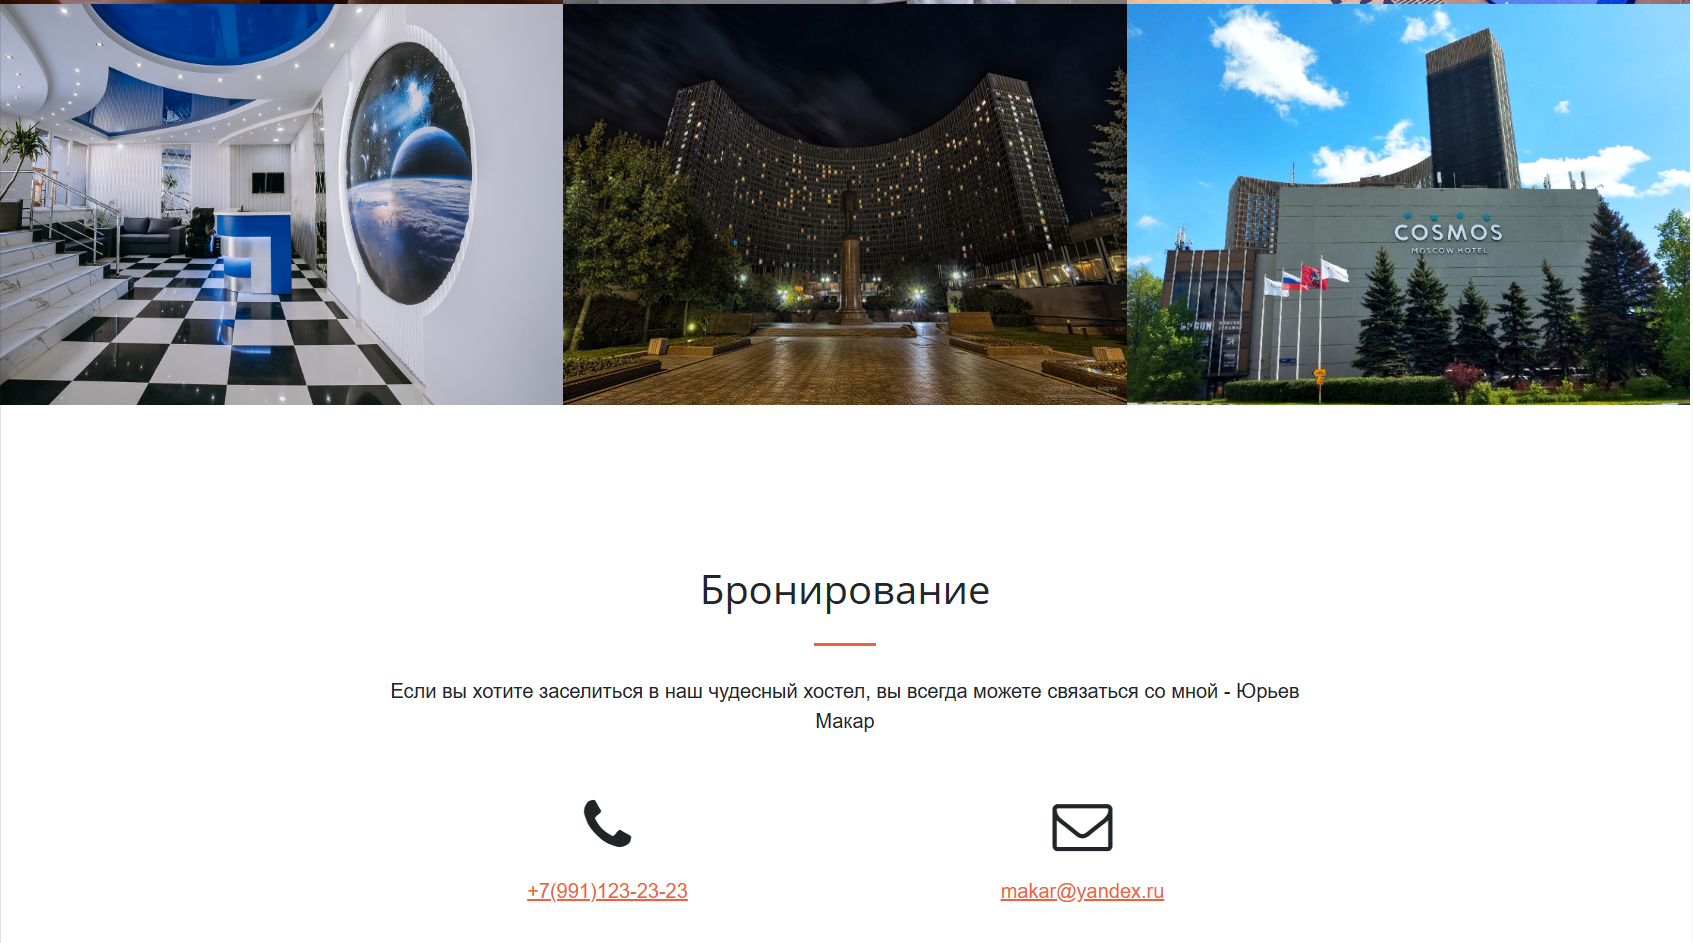 COSMOS
MOSCOW HOTEL
Бронирование
Если вы хотите заселиться в наш чудесный хостел, вы всегда можете связаться со мной - Юрьев
Макар
+7(991)123-23-23
makar@yandex.ru